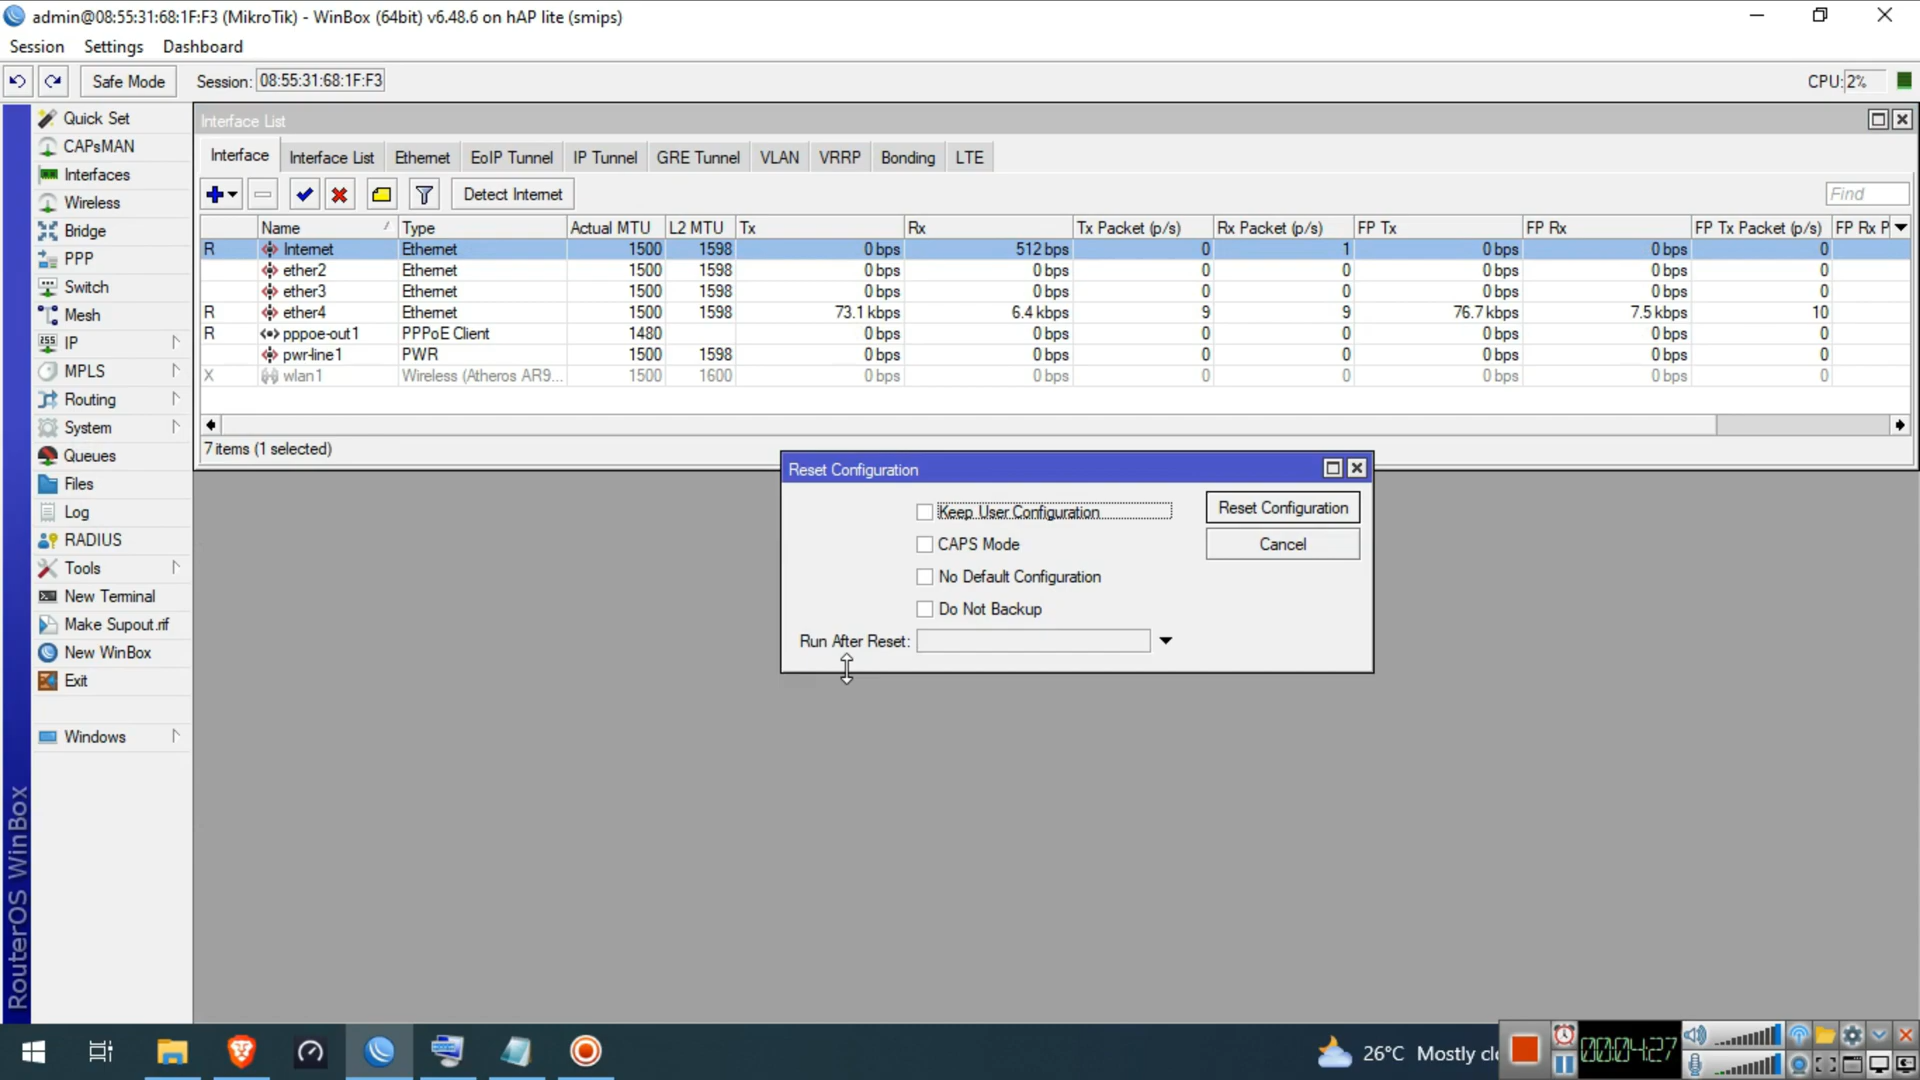 admin@08:55:31:68:1F:F3 (MikroTik) - WinBox (64bit) v6.48.6 on hAP lite (smips)
Session Settings Dashboard
Safe Mode Session: 08:55:31:68:1F:F3 CPU: 2%
Quick Set
CAPsMAN
Interfaces
Wireless
Bridge
PPP
Switch
Mesh
IP
MPLS
Routing
System
Queues
Files
Log
RADIUS
Tools
New Terminal
Make Supout.rif
New WinBox
Exit
Windows
RouterOS WinBox
Interface List
Interface Interface List Ethernet EoIP Tunnel IP Tunnel GRE Tunnel VLAN VRRP Bonding LTE
Detect Internet Find
Name / Type Actual MTU L2 MTU Tx Rx Tx Packet (p/s) Rx Packet (p/s) FP Tx FP Rx FP Tx Packet (p/s) FP Rx P
R Internet Ethernet 1500 1598 0 bps 512 bps 0 1 0 bps 0 bps 0
ether2 Ethernet 1500 1598 0 bps 0 bps 0 0 0 bps 0 bps 0
ether3 Ethernet 1500 1598 0 bps 0 bps 0 0 0 bps 0 bps 0
R ether4 Ethernet 1500 1598 73.1 kbps 6.4 kbps 9 9 76.7 kbps 7.5 kbps 10
R pppoe-out1 PPPoE Client 1480 0 bps 0 bps 0 0 0 bps 0 bps 0
pwr-line1 PWR 1500 1598 0 bps 0 bps 0 0 0 bps 0 bps 0
X wlan1 Wireless (Atheros AR9... 1500 1600 0 bps 0 bps 0 0 0 bps 0 bps 0
7 items (1 selected)
Reset Configuration
Keep User Configuration
CAPS Mode
No Default Configuration
Do Not Backup
Run After Reset:
Reset Configuration
Cancel
26°C Mostly clo
00:04:27